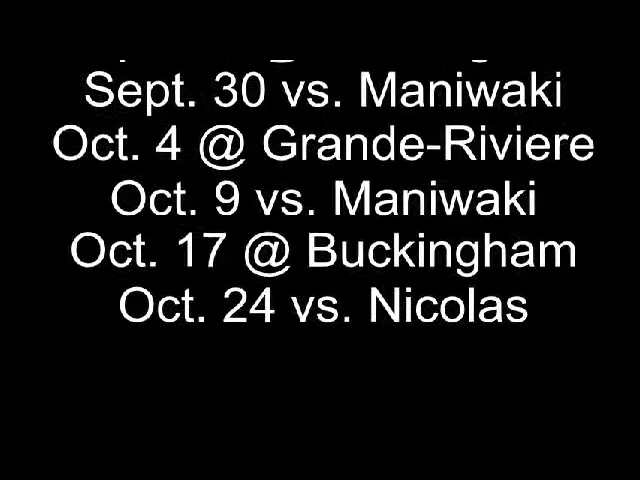 Sept. 30 vs. Maniwaki
Oct. 4 @ Grande-Riviere
Oct. 9 vs. Maniwaki
Oct. 17 @ Buckingham
Oct. 24 vs. Nicolas